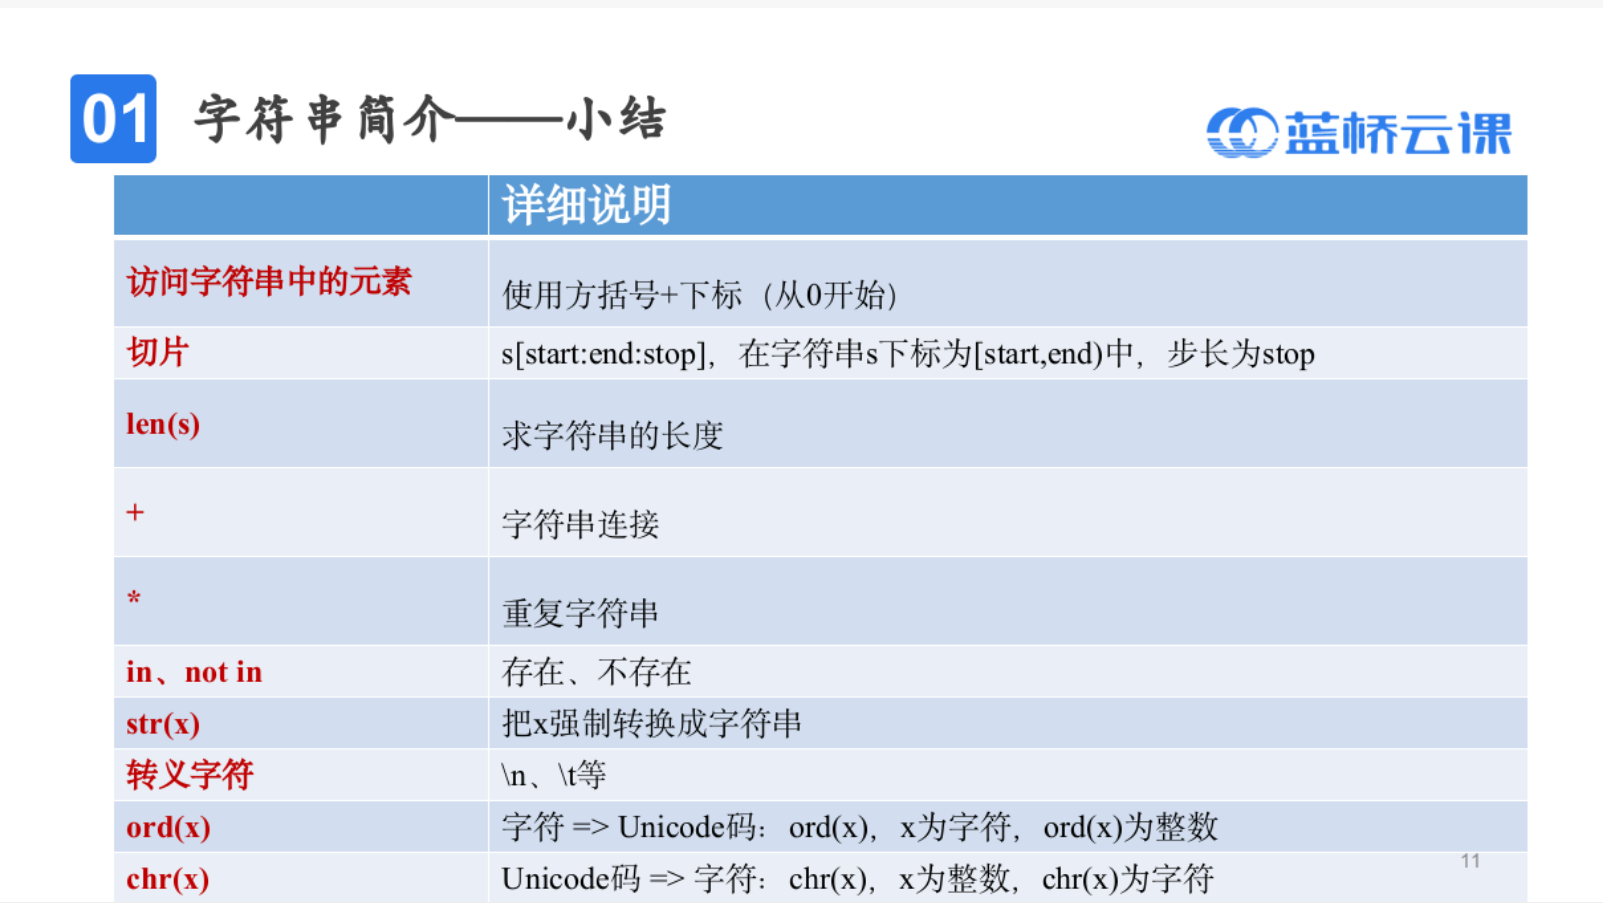 01 字符串简介——小结
蓝桥云课
详细说明
访问字符串中的元素 使用方括号+下标（从0开始）
切片 s[start:end:stop]，在字符串s下标为[start,end)中，步长为stop
len(s) 求字符串的长度
+ 字符串连接
* 重复字符串
in、not in 存在、不存在
str(x) 把x强制转换成字符串
转义字符 \n、\t等
ord(x) 字符 => Unicode码：ord(x)，x为字符，ord(x)为整数
chr(x) Unicode码 => 字符：chr(x)，x为整数，chr(x)为字符
11